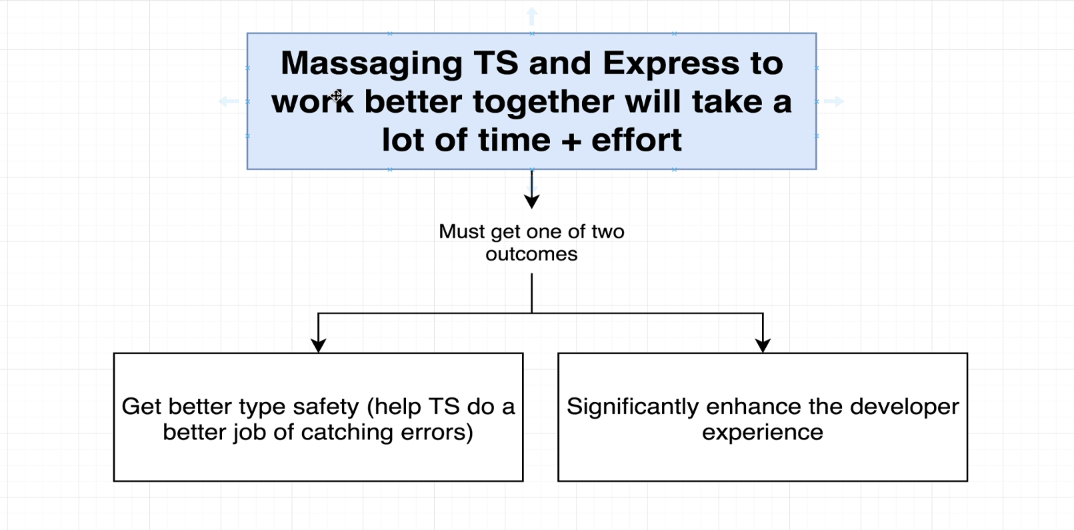 Massaging TS and Express to
work better together will take a
lot of time + effort
Must get one of two
outcomes
Get better type safety (help TS do a
better job of catching errors)
Significantly enhance the developer
experience